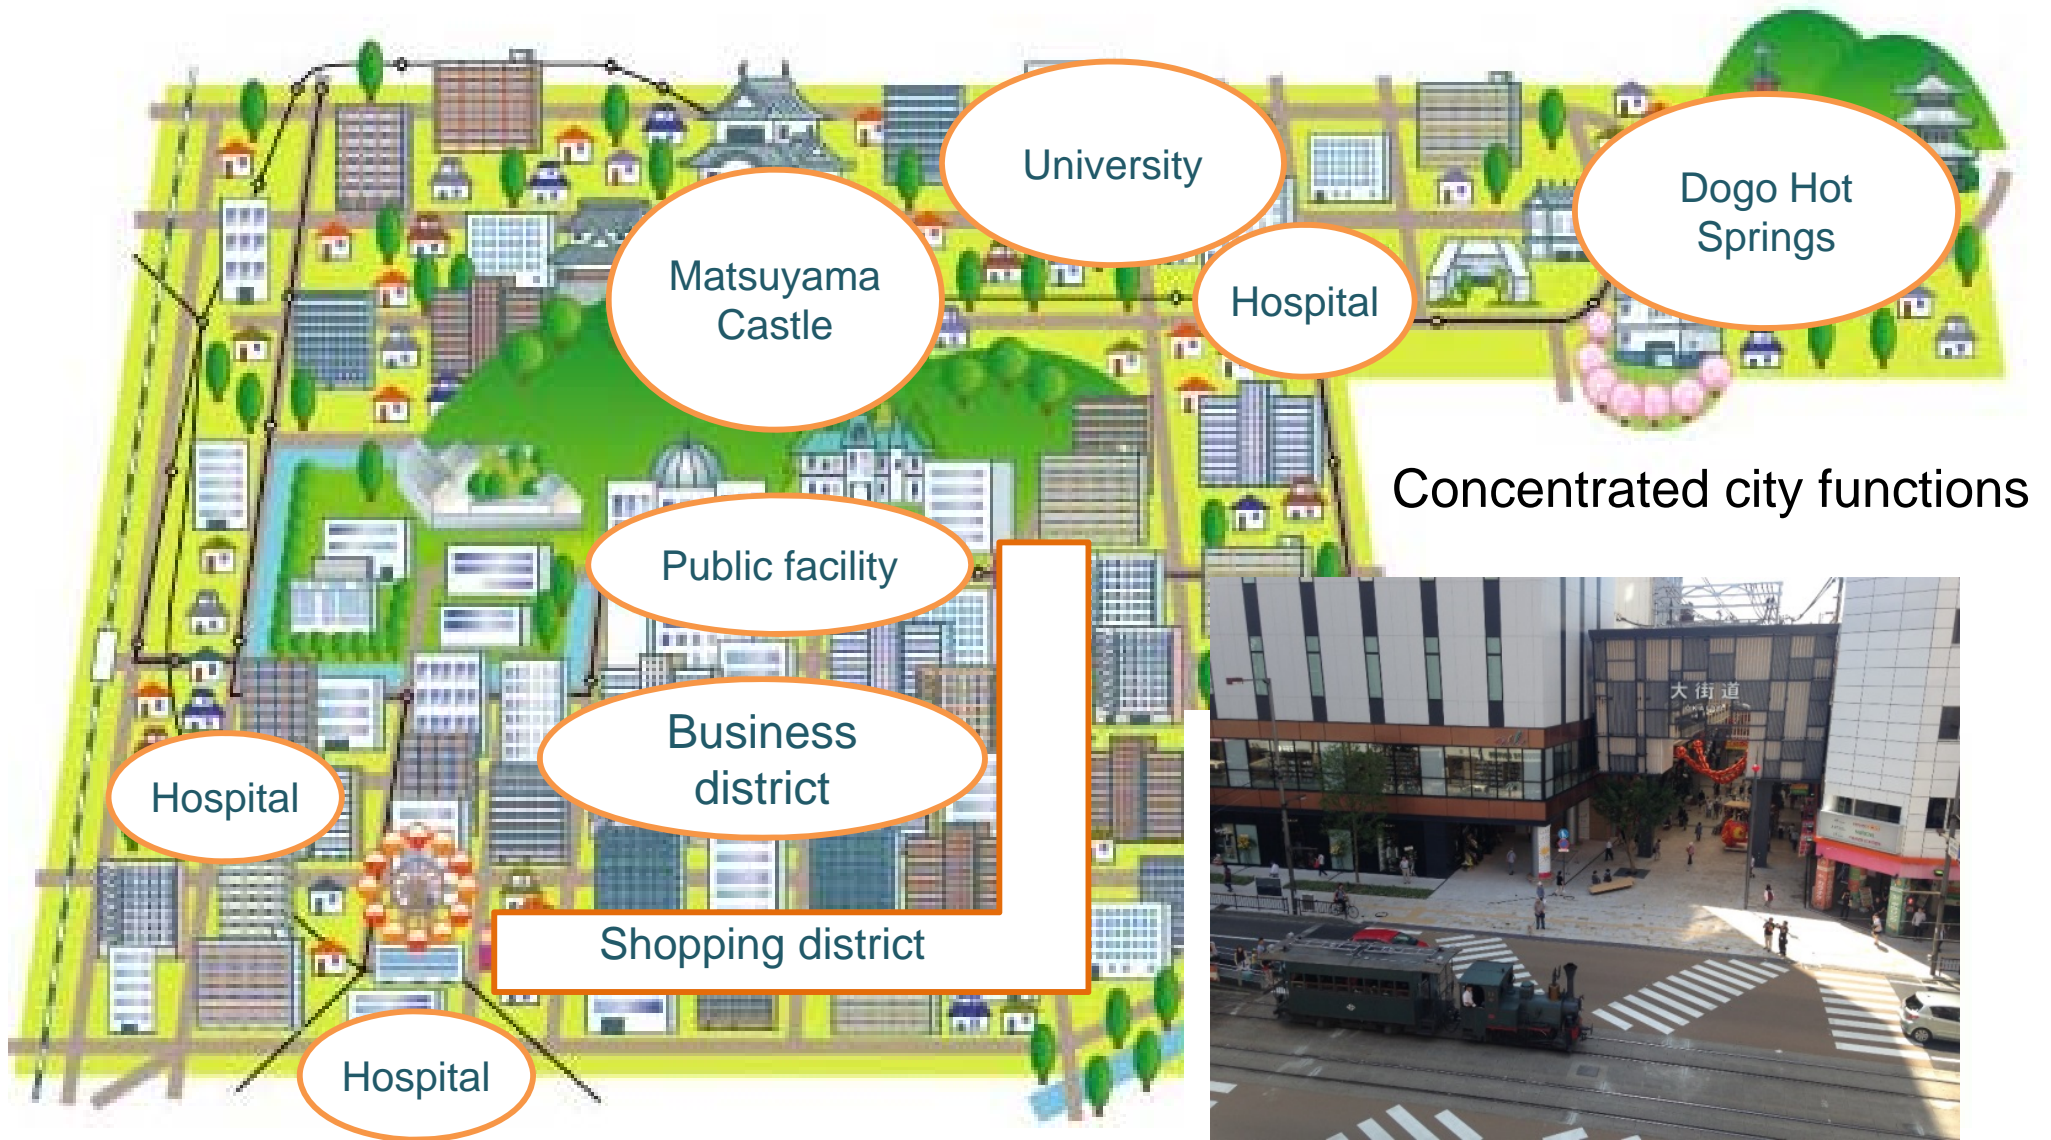 University
Dogo Hot
Springs
Matsuyama
Castle
Hospital
Concentrated city functions
Public facility
Business
district
大街道
Hospital
Shopping district
Hospital